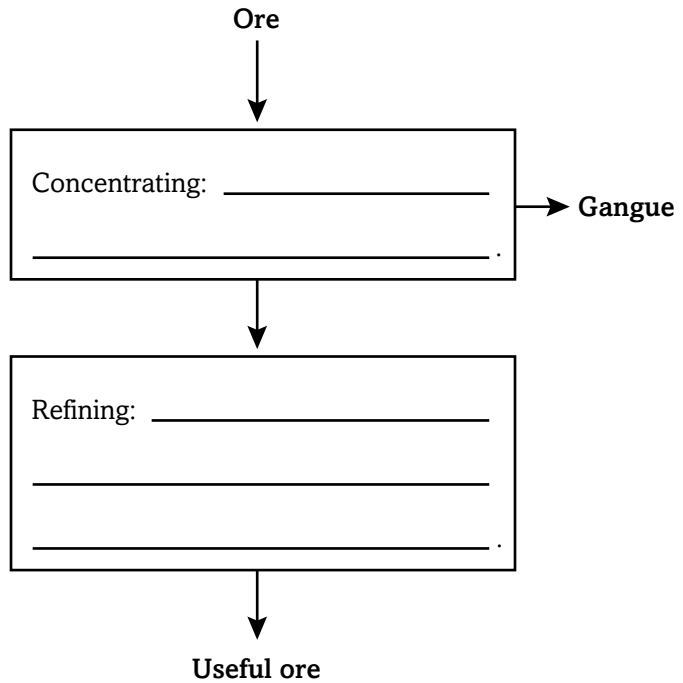 Ore
Concentrating:
Gangue
.
Refining:
.
Useful ore